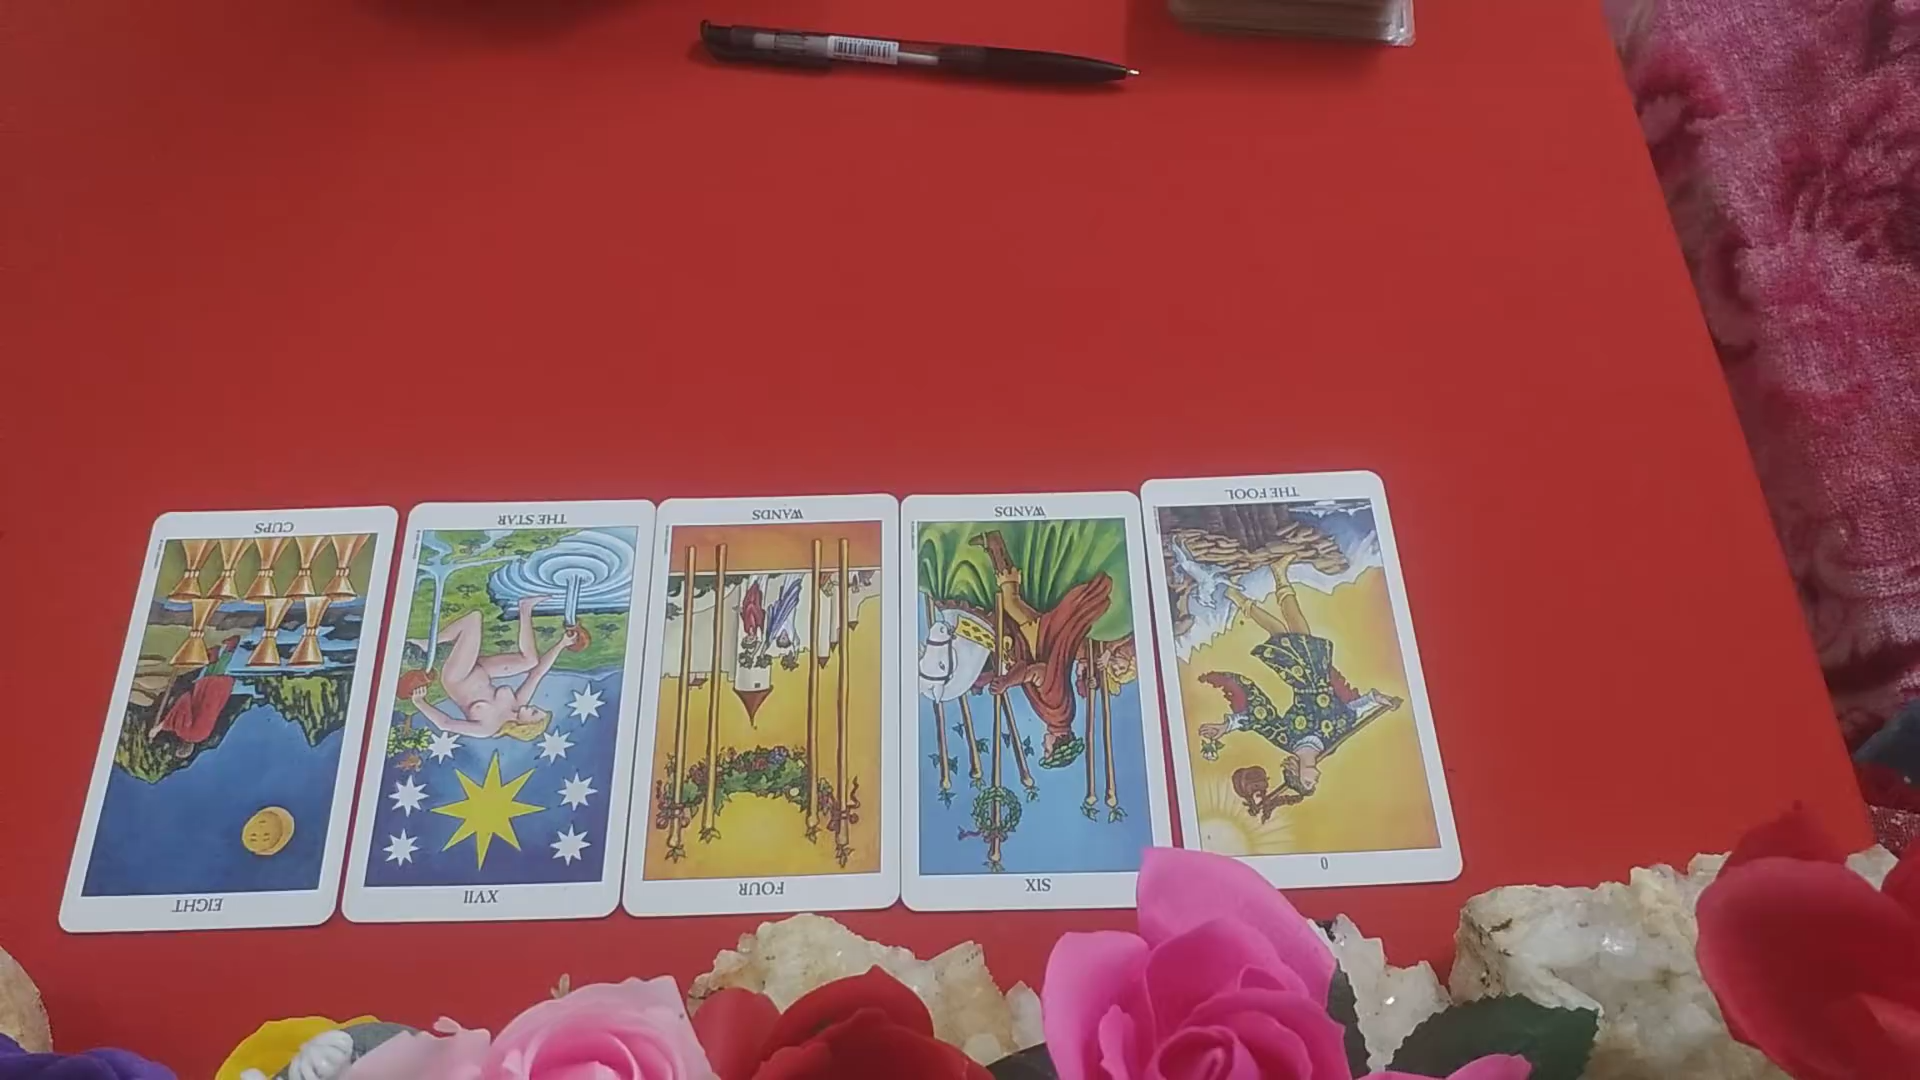 CUPS
EIGHT
THE STAR
XVII
WANDS
FOUR
WANDS
SIX
THE FOOL
0